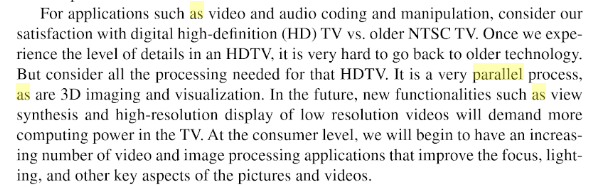 For applications such as video and audio coding and manipulation, consider our
satisfaction with digital high-definition (HD) TV vs. older NTSC TV. Once we expe-
rience the level of details in an HDTV, it is very hard to go back to older technology.
But consider all the processing needed for that HDTV. It is a very parallel process,
as are 3D imaging and visualization. In the future, new functionalities such as view
synthesis and high-resolution display of low resolution videos will demand more
computing power in the TV. At the consumer level, we will begin to have an increas-
ing number of video and image processing applications that improve the focus, light-
ing, and other key aspects of the pictures and videos.